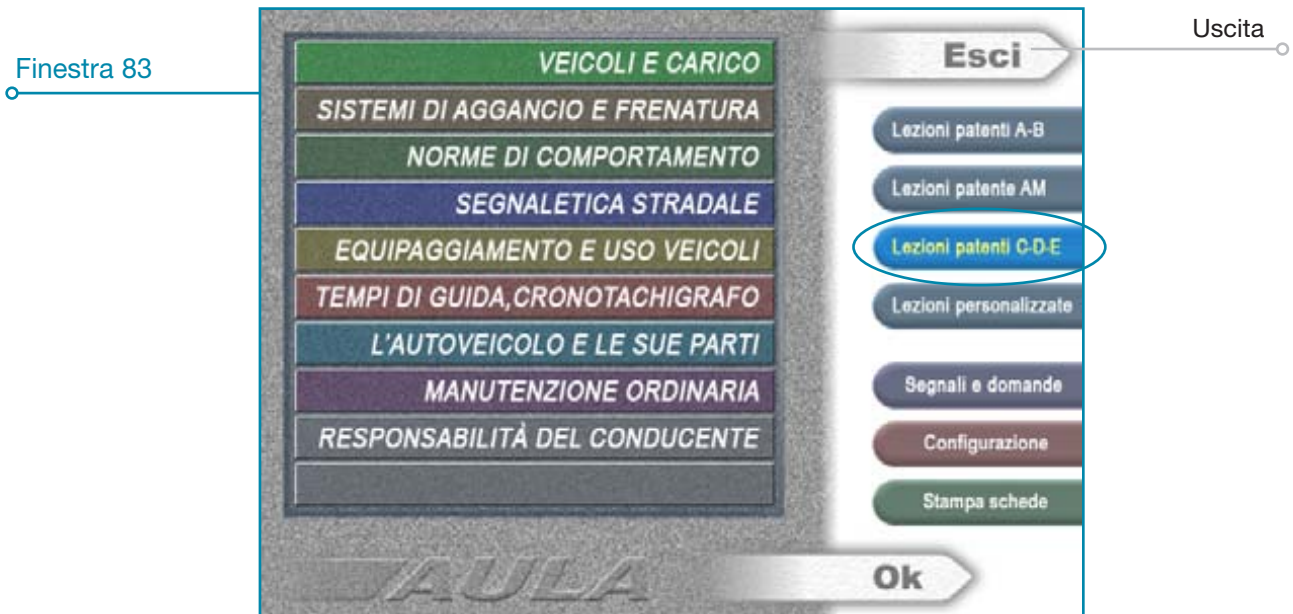 Uscita
Finestra 83
Esci
VEICOLI E CARICO
SISTEMI DI AGGANCIO E FRENATURA
NORME DI COMPORTAMENTO
SEGNALETICA STRADALE
EQUIPAGGIAMENTO E USO VEICOLI
TEMPI DI GUIDA,CRONOTACHIGRAFO
L'AUTOVEICOLO E LE SUE PARTI
MANUTENZIONE ORDINARIA
RESPONSABILITÀ DEL CONDUCENTE
Lezioni patenti A-B
Lezioni patente AM
Lezioni patenti C-D-E
Lezioni personalizzate
Segnali e domande
Configurazione
Stampa schede
AULA
Ok